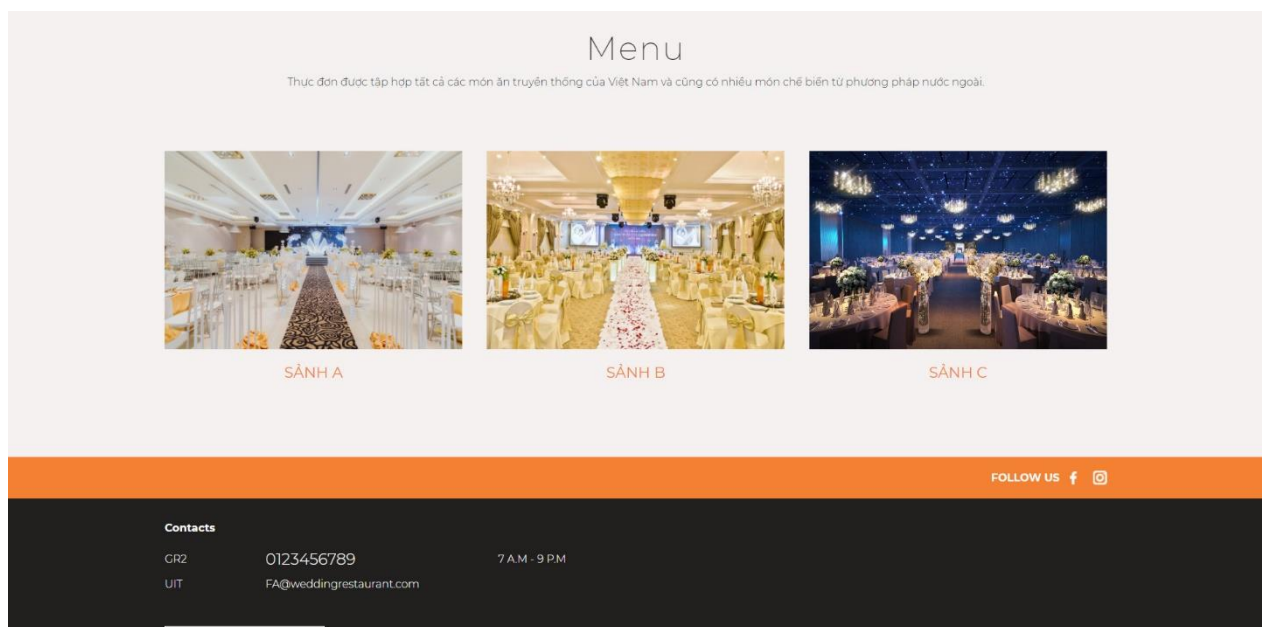 Menu
Thực đơn được tập hợp tất cả các món ăn truyền thống của Việt Nam và cũng có nhiều món chế biến từ phương pháp nước ngoài.
SẢNH A
SẢNH B
SẢNH C
FOLLOW US
Contacts
GR2 0123456789 7 A.M - 9 P.M
UIT FA@weddingrestaurant.com